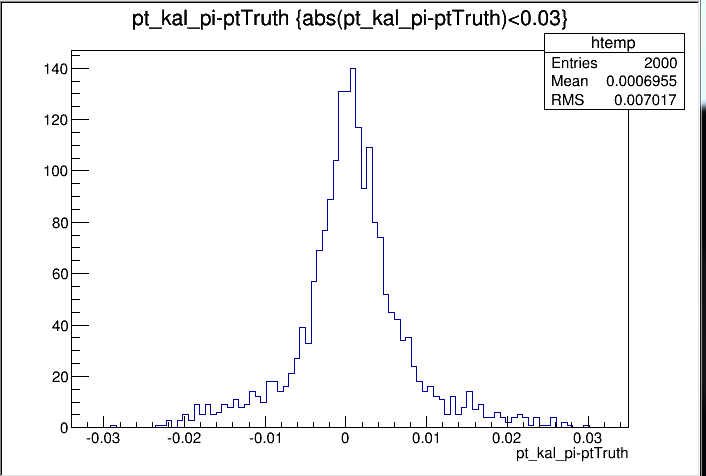 pt_kal_pi-ptTruth {abs(pt_kal_pi-ptTruth)<0.03}
htemp
Entries 2000
Mean 0.0006955
RMS 0.007017
140
120
100
80
60
40
20
0
-0.03 -0.02 -0.01 0 0.01 0.02 0.03
pt_kal_pi-ptTruth